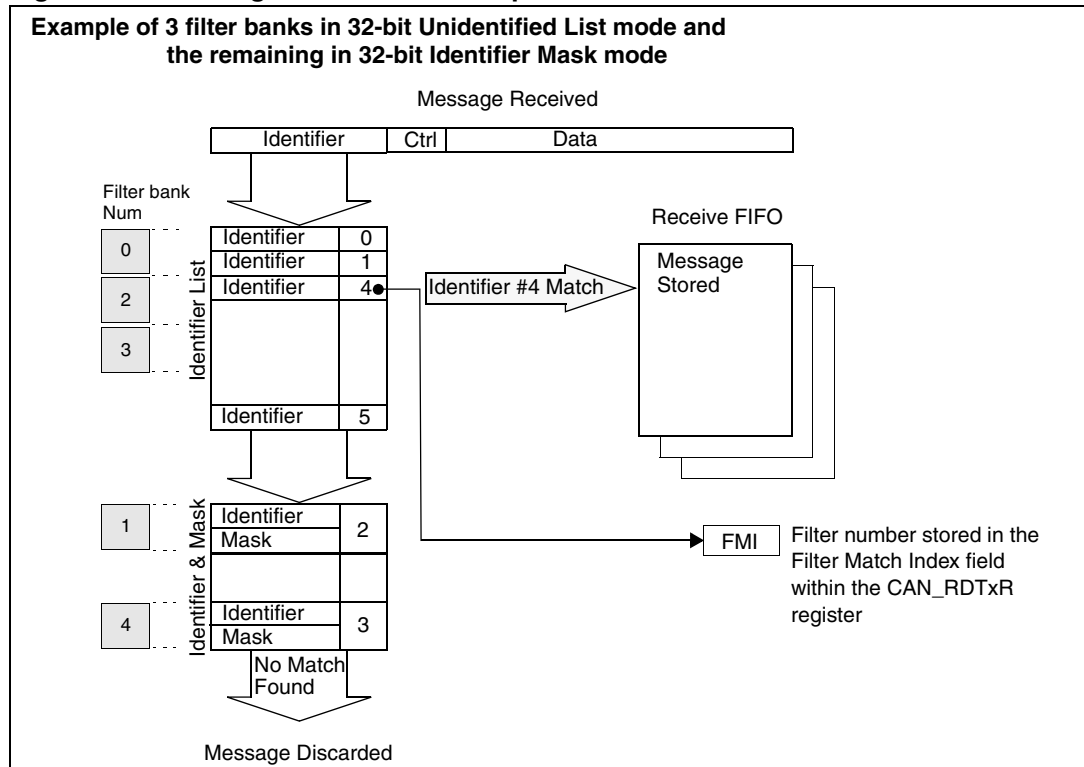 Example of 3 filter banks in 32-bit Unidentified List mode and
the remaining in 32-bit Identifier Mask mode
Message Received
Identifier Ctrl Data
Filter bank
Num
Receive FIFO
0
2
3
Identifier List
Identifier 0
Identifier 1
Identifier 4
Identifier 5
Identifier #4 Match
Message
Stored
1
4
Identifier & Mask
Identifier
Mask
2
Identifier
Mask
3
FMI
Filter number stored in the
Filter Match Index field
within the CAN_RDTxR
register
No Match
Found
Message Discarded